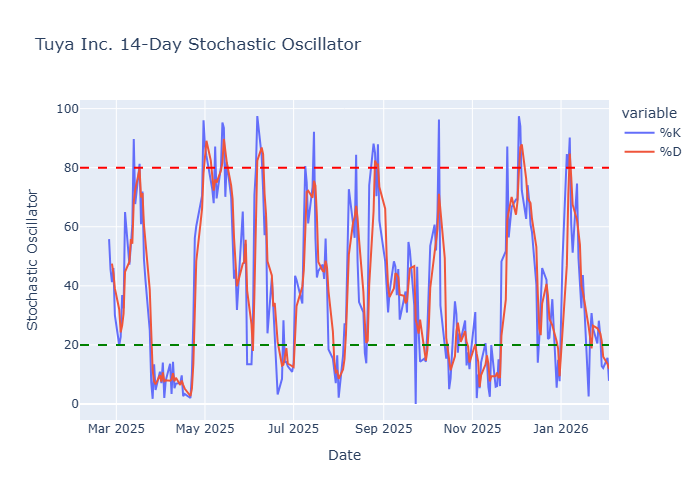 Tuya Inc. 14-Day Stochastic Oscillator
variable
%K
%D
Stochastic Oscillator
100
80
60
40
20
0
Mar 2025
May 2025
Jul 2025
Sep 2025
Nov 2025
Jan 2026
Date